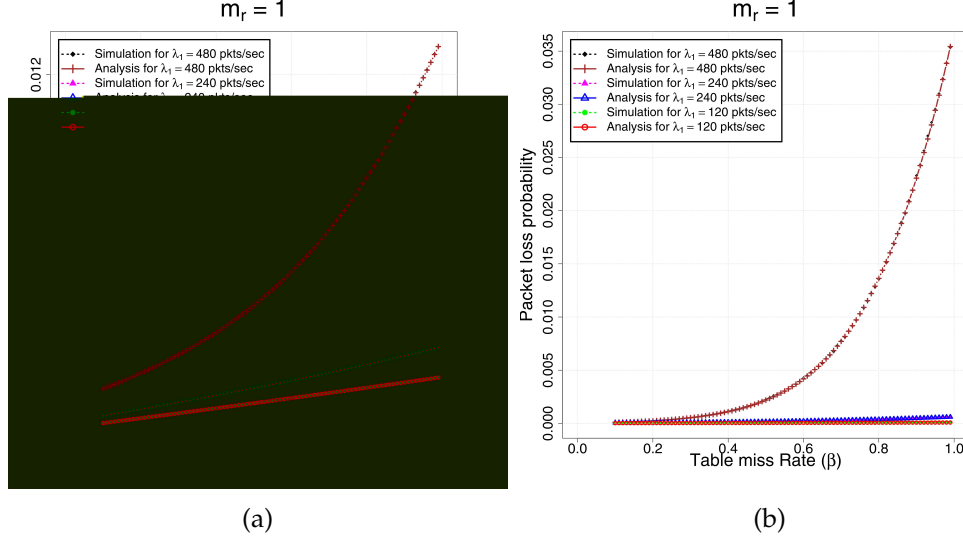 m_r = 1
0.012
Simulation for λ₁ = 480 pkts/sec
Analysis for λ₁ = 480 pkts/sec
Simulation for λ₁ = 240 pkts/sec
(a)
m_r = 1
Simulation for λ₁ = 480 pkts/sec
Analysis for λ₁ = 480 pkts/sec
Simulation for λ₁ = 240 pkts/sec
Analysis for λ₁ = 240 pkts/sec
Simulation for λ₁ = 120 pkts/sec
Analysis for λ₁ = 120 pkts/sec
Packet loss probability
0.035
0.030
0.025
0.020
0.015
0.010
0.005
0.000
0.0 0.2 0.4 0.6 0.8 1.0
Table miss Rate (β)
(b)